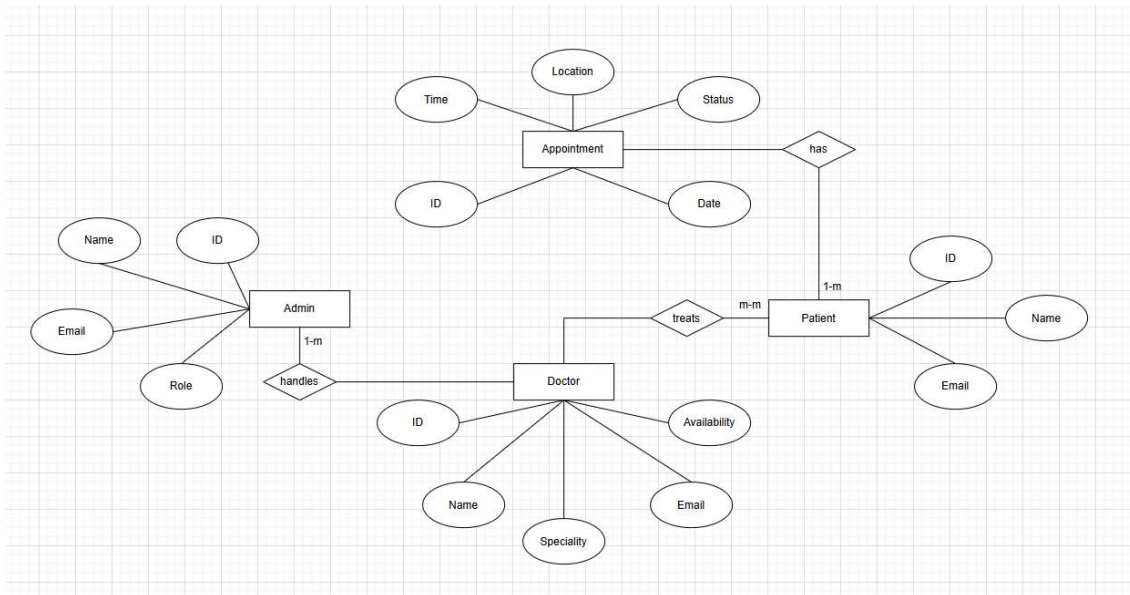 Location
Time
Status
Appointment
has
ID
Date
Name
ID
ID
1-m
Admin
m-m
Patient
Name
treats
Email
1-m
handles
Doctor
Role
Email
ID
Availability
Name
Email
Speciality